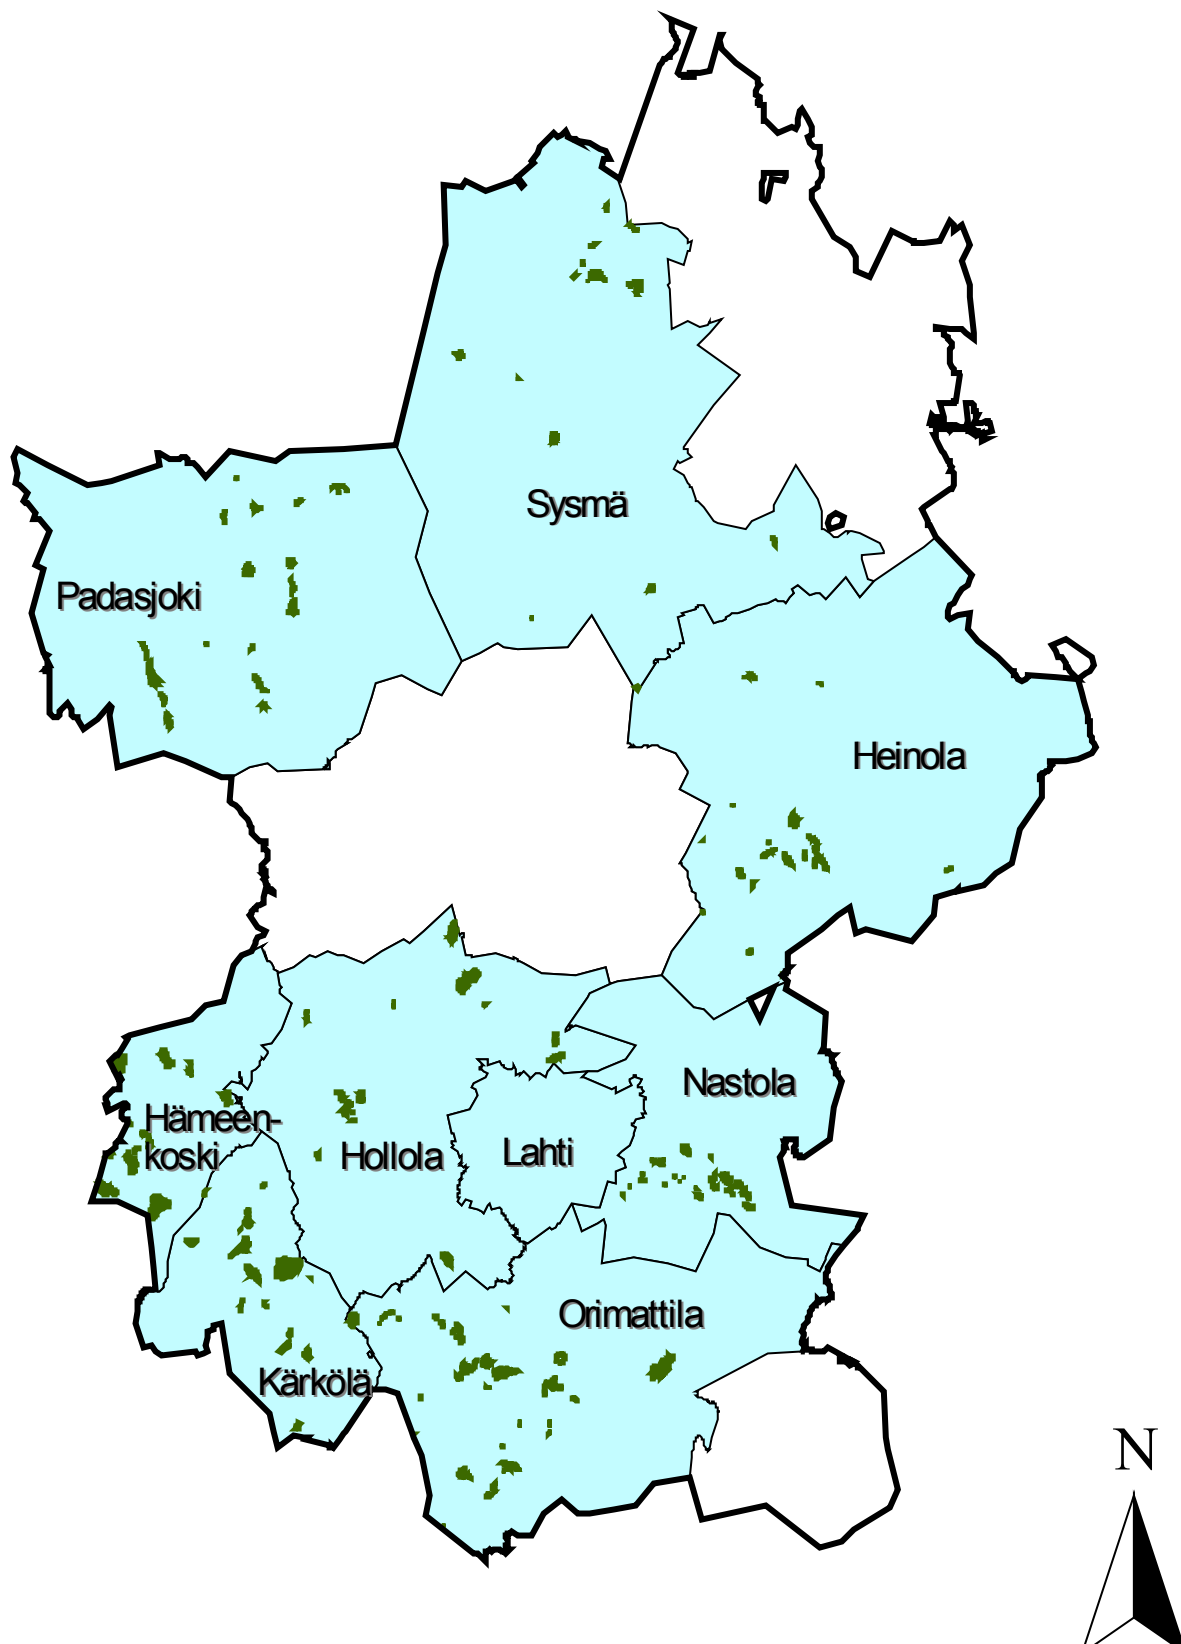 Sysmä
Padasjoki
Heinola
Nastola
Hämeen-
koski
Hollola
Lahti
Orimattila
Kärkölä
N